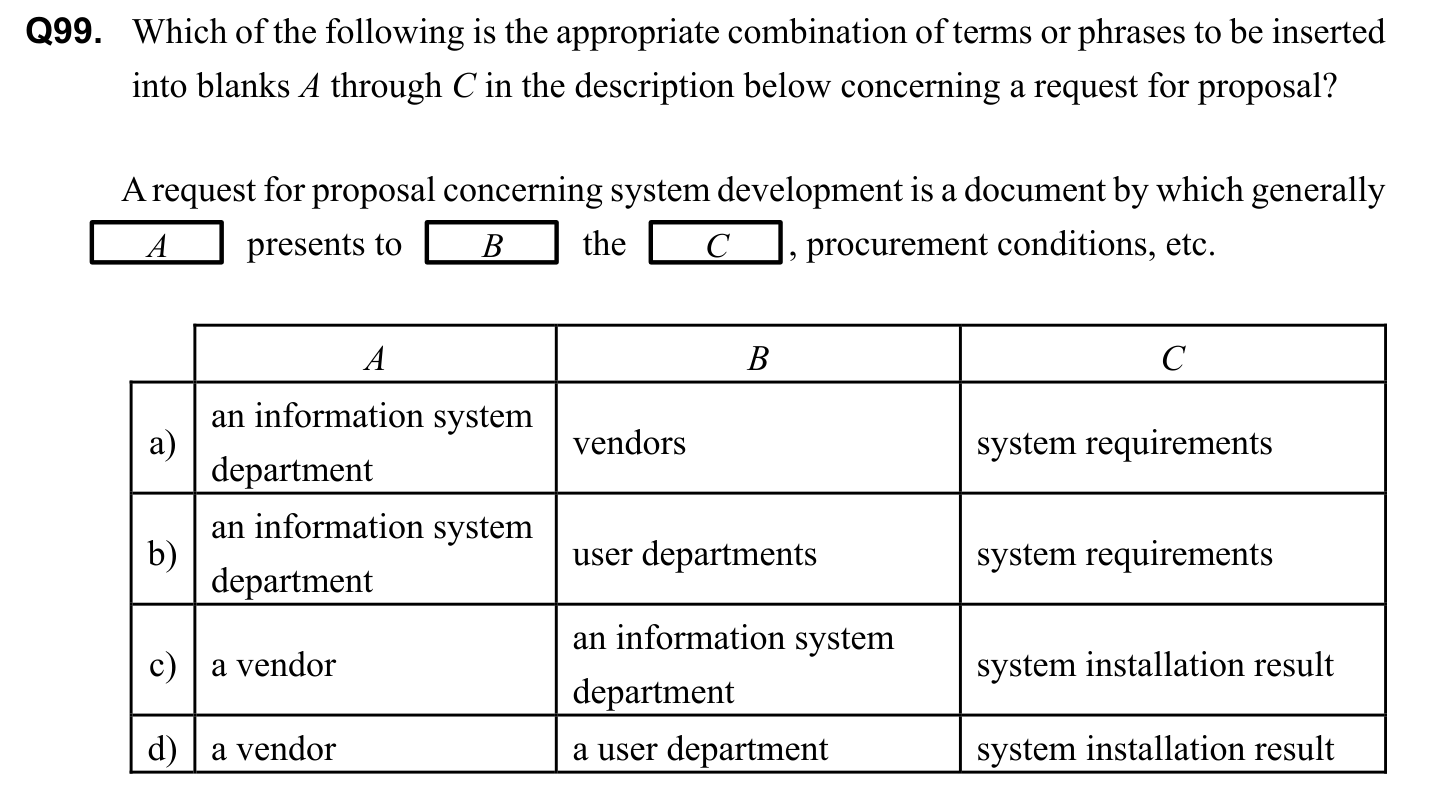 Q99. Which of the following is the appropriate combination of terms or phrases to be inserted
into blanks A through C in the description below concerning a request for proposal?
A request for proposal concerning system development is a document by which generally
A presents to B the C , procurement conditions, etc.
A B C
a) an information system department vendors system requirements
b) an information system department user departments system requirements
c) a vendor an information system department system installation result
d) a vendor a user department system installation result